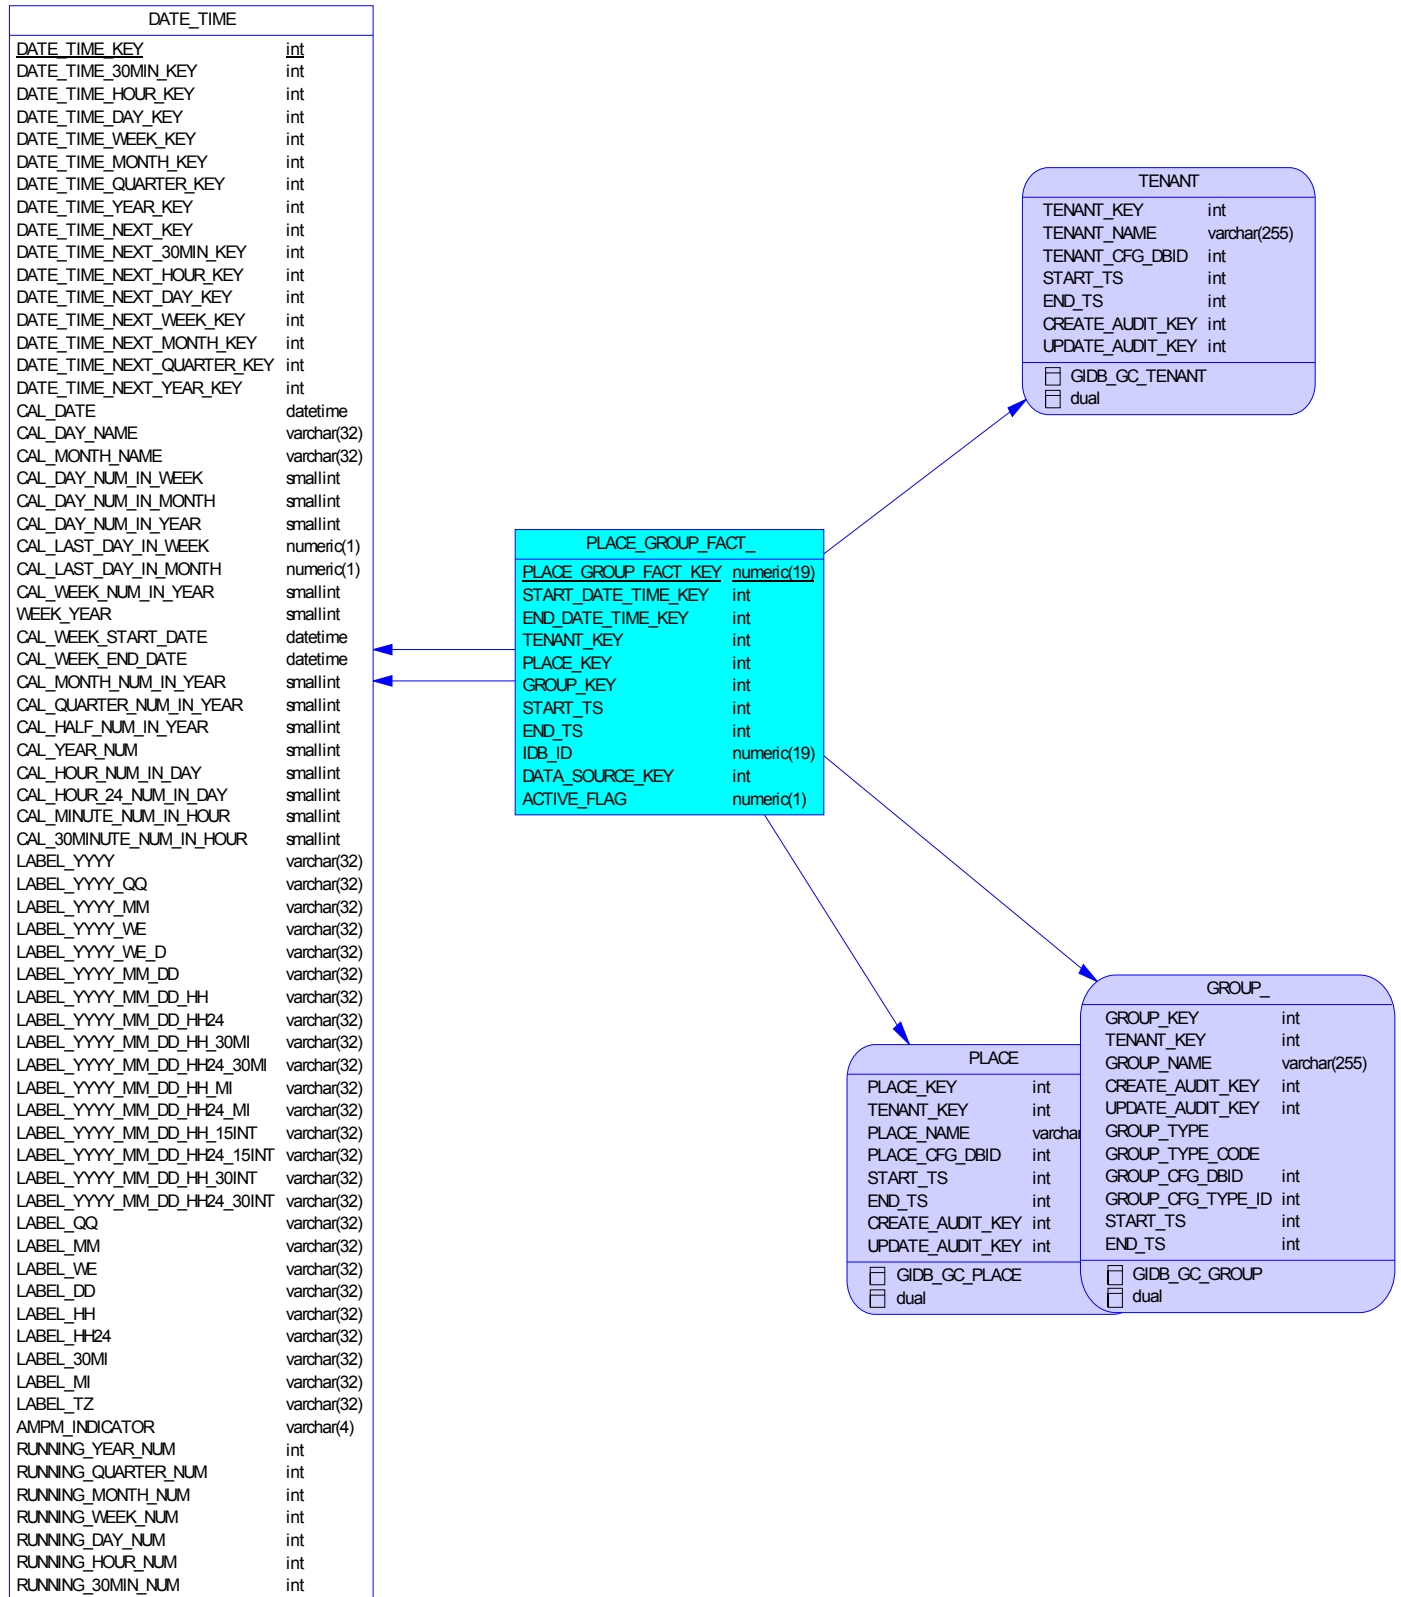 DATE_TIME
DATE_TIME_KEY int
DATE_TIME_30MIN_KEY int
DATE_TIME_HOUR_KEY int
DATE_TIME_DAY_KEY int
DATE_TIME_WEEK_KEY int
DATE_TIME_MONTH_KEY int
DATE_TIME_QUARTER_KEY int
DATE_TIME_YEAR_KEY int
DATE_TIME_NEXT_KEY int
DATE_TIME_NEXT_30MIN_KEY int
DATE_TIME_NEXT_HOUR_KEY int
DATE_TIME_NEXT_DAY_KEY int
DATE_TIME_NEXT_WEEK_KEY int
DATE_TIME_NEXT_MONTH_KEY int
DATE_TIME_NEXT_QUARTER_KEY int
DATE_TIME_NEXT_YEAR_KEY int
CAL_DATE datetime
CAL_DAY_NAME varchar(32)
CAL_MONTH_NAME varchar(32)
CAL_DAY_NUM_IN_WEEK smallint
CAL_DAY_NUM_IN_MONTH smallint
CAL_DAY_NUM_IN_YEAR smallint
CAL_LAST_DAY_IN_WEEK numeric(1)
CAL_LAST_DAY_IN_MONTH numeric(1)
CAL_WEEK_NUM_IN_YEAR smallint
WEEK_YEAR smallint
CAL_WEEK_START_DATE datetime
CAL_WEEK_END_DATE datetime
CAL_MONTH_NUM_IN_YEAR smallint
CAL_QUARTER_NUM_IN_YEAR smallint
CAL_HALF_NUM_IN_YEAR smallint
CAL_YEAR_NUM smallint
CAL_HOUR_NUM_IN_DAY smallint
CAL_HOUR_24_NUM_IN_DAY smallint
CAL_MINUTE_NUM_IN_HOUR smallint
CAL_30MINUTE_NUM_IN_HOUR smallint
LABEL_YYYY varchar(32)
LABEL_YYYY_QQ varchar(32)
LABEL_YYYY_MM varchar(32)
LABEL_YYYY_WE varchar(32)
LABEL_YYYY_WE_D varchar(32)
LABEL_YYYY_MM_DD varchar(32)
LABEL_YYYY_MM_DD_HH varchar(32)
LABEL_YYYY_MM_DD_HH24 varchar(32)
LABEL_YYYY_MM_DD_HH_30MI varchar(32)
LABEL_YYYY_MM_DD_HH24_30MI varchar(32)
LABEL_YYYY_MM_DD_HH_MI varchar(32)
LABEL_YYYY_MM_DD_HH24_MI varchar(32)
LABEL_YYYY_MM_DD_HH_15INT varchar(32)
LABEL_YYYY_MM_DD_HH24_15INT varchar(32)
LABEL_YYYY_MM_DD_HH_30INT varchar(32)
LABEL_YYYY_MM_DD_HH24_30INT varchar(32)
LABEL_QQ varchar(32)
LABEL_MM varchar(32)
LABEL_WE varchar(32)
LABEL_DD varchar(32)
LABEL_HH varchar(32)
LABEL_HH24 varchar(32)
LABEL_30MI varchar(32)
LABEL_MI varchar(32)
LABEL_TZ varchar(32)
AMPM_INDICATOR varchar(4)
RUNNING_YEAR_NUM int
RUNNING_QUARTER_NUM int
RUNNING_MONTH_NUM int
RUNNING_WEEK_NUM int
RUNNING_DAY_NUM int
RUNNING_HOUR_NUM int
RUNNING_30MIN_NUM int
PLACE_GROUP_FACT_
PLACE_GROUP_FACT_KEY numeric(19)
START_DATE_TIME_KEY int
END_DATE_TIME_KEY int
TENANT_KEY int
PLACE_KEY int
GROUP_KEY int
START_TS int
END_TS int
IDB_ID numeric(19)
DATA_SOURCE_KEY int
ACTIVE_FLAG numeric(1)
TENANT
TENANT_KEY int
TENANT_NAME varchar(255)
TENANT_CFG_DBID int
START_TS int
END_TS int
CREATE_AUDIT_KEY int
UPDATE_AUDIT_KEY int
GIDB_GC_TENANT
dual
PLACE
PLACE_KEY int
TENANT_KEY int
PLACE_NAME varchar
PLACE_CFG_DBID int
START_TS int
END_TS int
CREATE_AUDIT_KEY int
UPDATE_AUDIT_KEY int
GIDB_GC_PLACE
dual
GROUP_
GROUP_KEY int
TENANT_KEY int
GROUP_NAME varchar(255)
CREATE_AUDIT_KEY int
UPDATE_AUDIT_KEY int
GROUP_TYPE
GROUP_TYPE_CODE
GROUP_CFG_DBID int
GROUP_CFG_TYPE_ID int
START_TS int
END_TS int
GIDB_GC_GROUP
dual